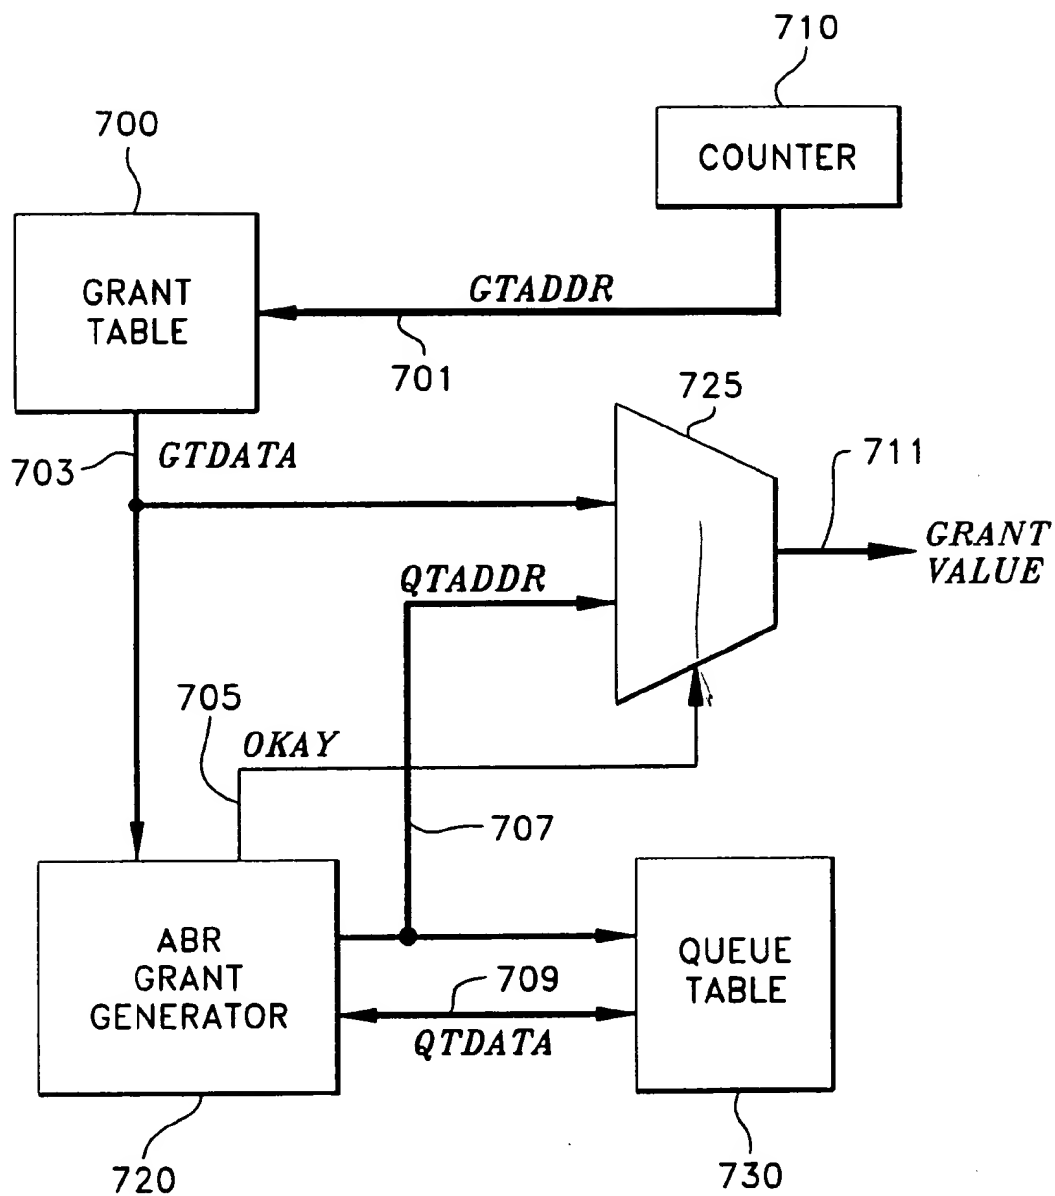 710
COUNTER
700
GRANT
TABLE
GTADDR
701
725
703
GTDATA
711
GRANT
VALUE
QTADDR
705
OKAY
707
ABR
GRANT
GENERATOR
QUEUE
TABLE
709
QTDATA
720
730